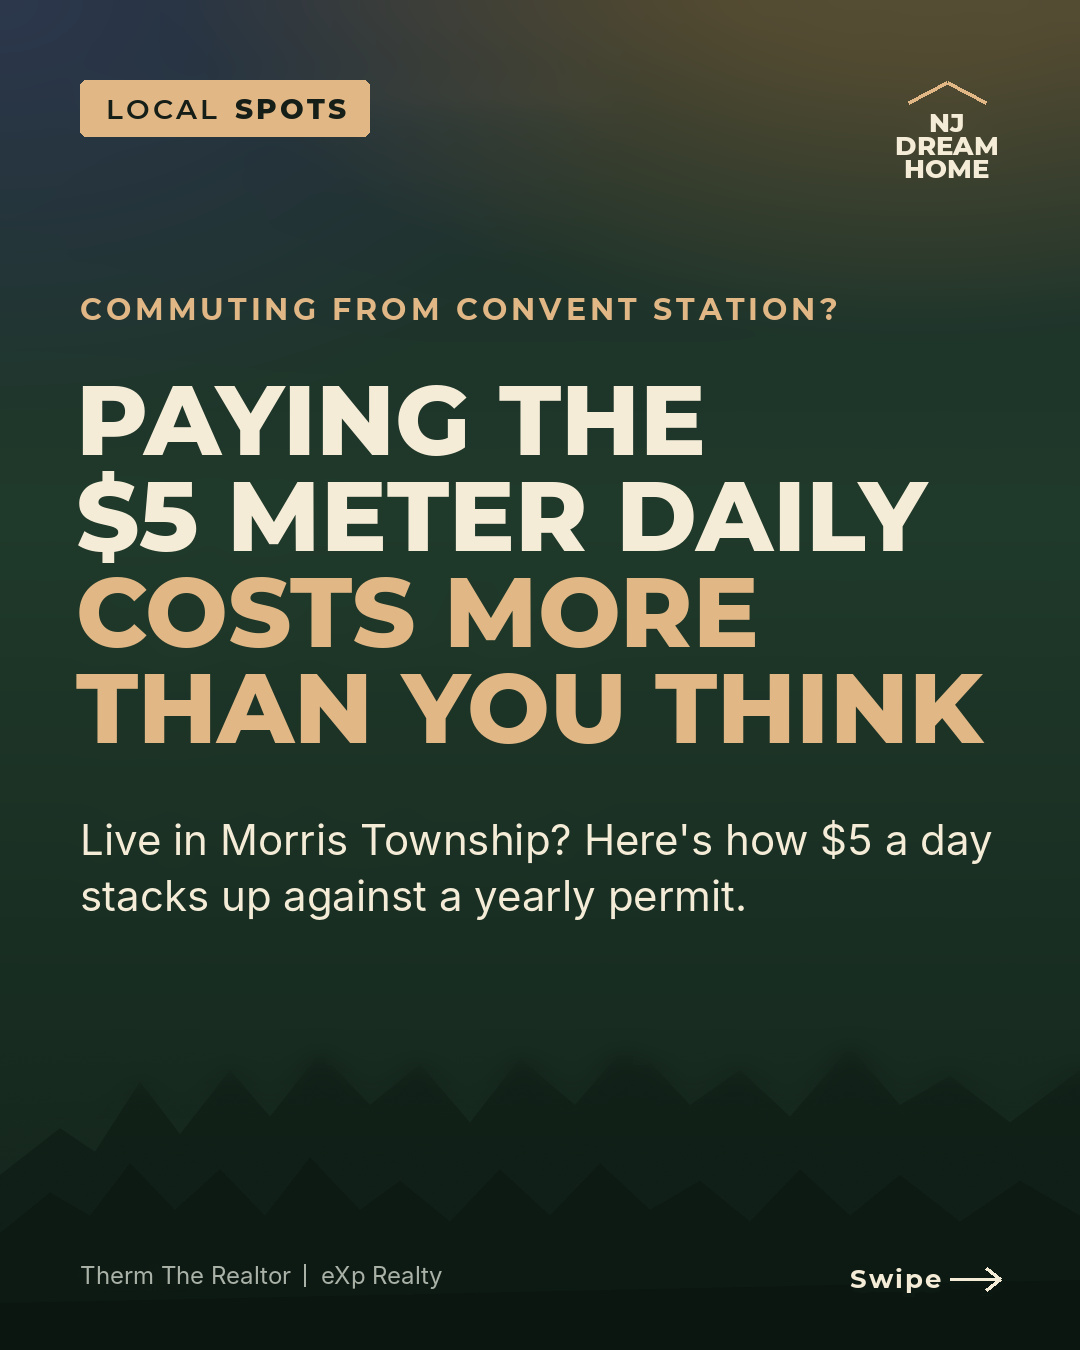 LOCAL SPOTS
NJ
DREAM
HOME
COMMUTING FROM CONVENT STATION?
PAYING THE
$5 METER DAILY
COSTS MORE
THAN YOU THINK
Live in Morris Township? Here's how $5 a day
stacks up against a yearly permit.
Therm The Realtor | eXp Realty
Swipe